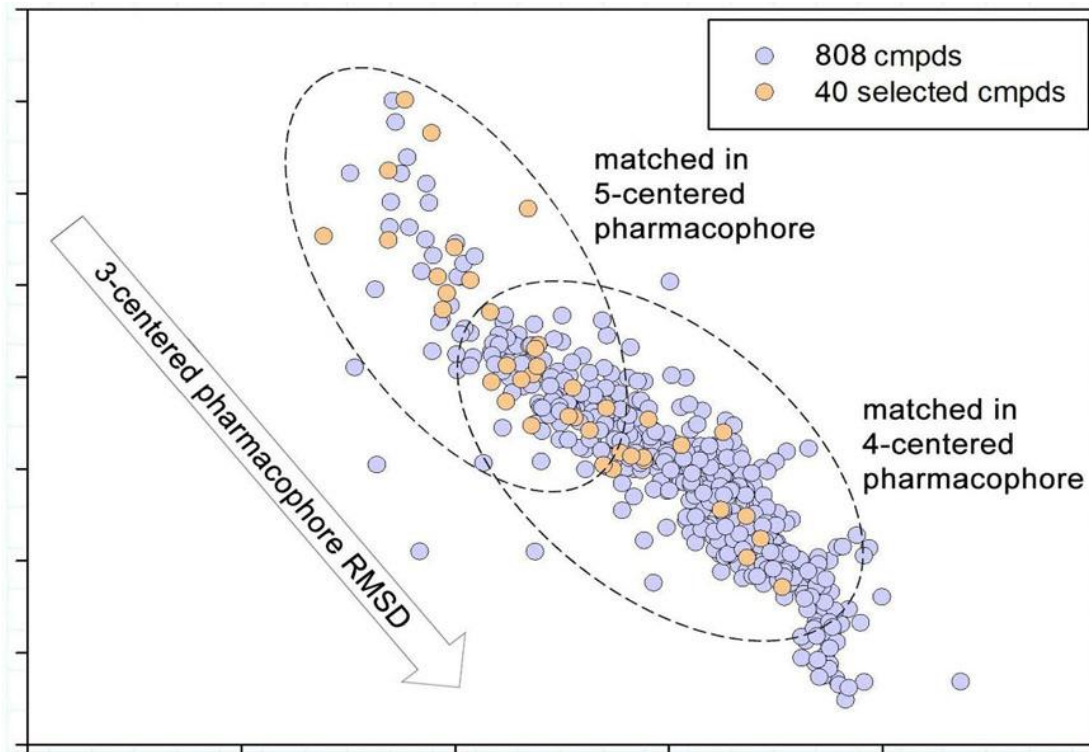 808 cmpds
40 selected cmpds
matched in
5-centered
pharmacophore
3-centered pharmacophore RMSD
matched in
4-centered
pharmacophore